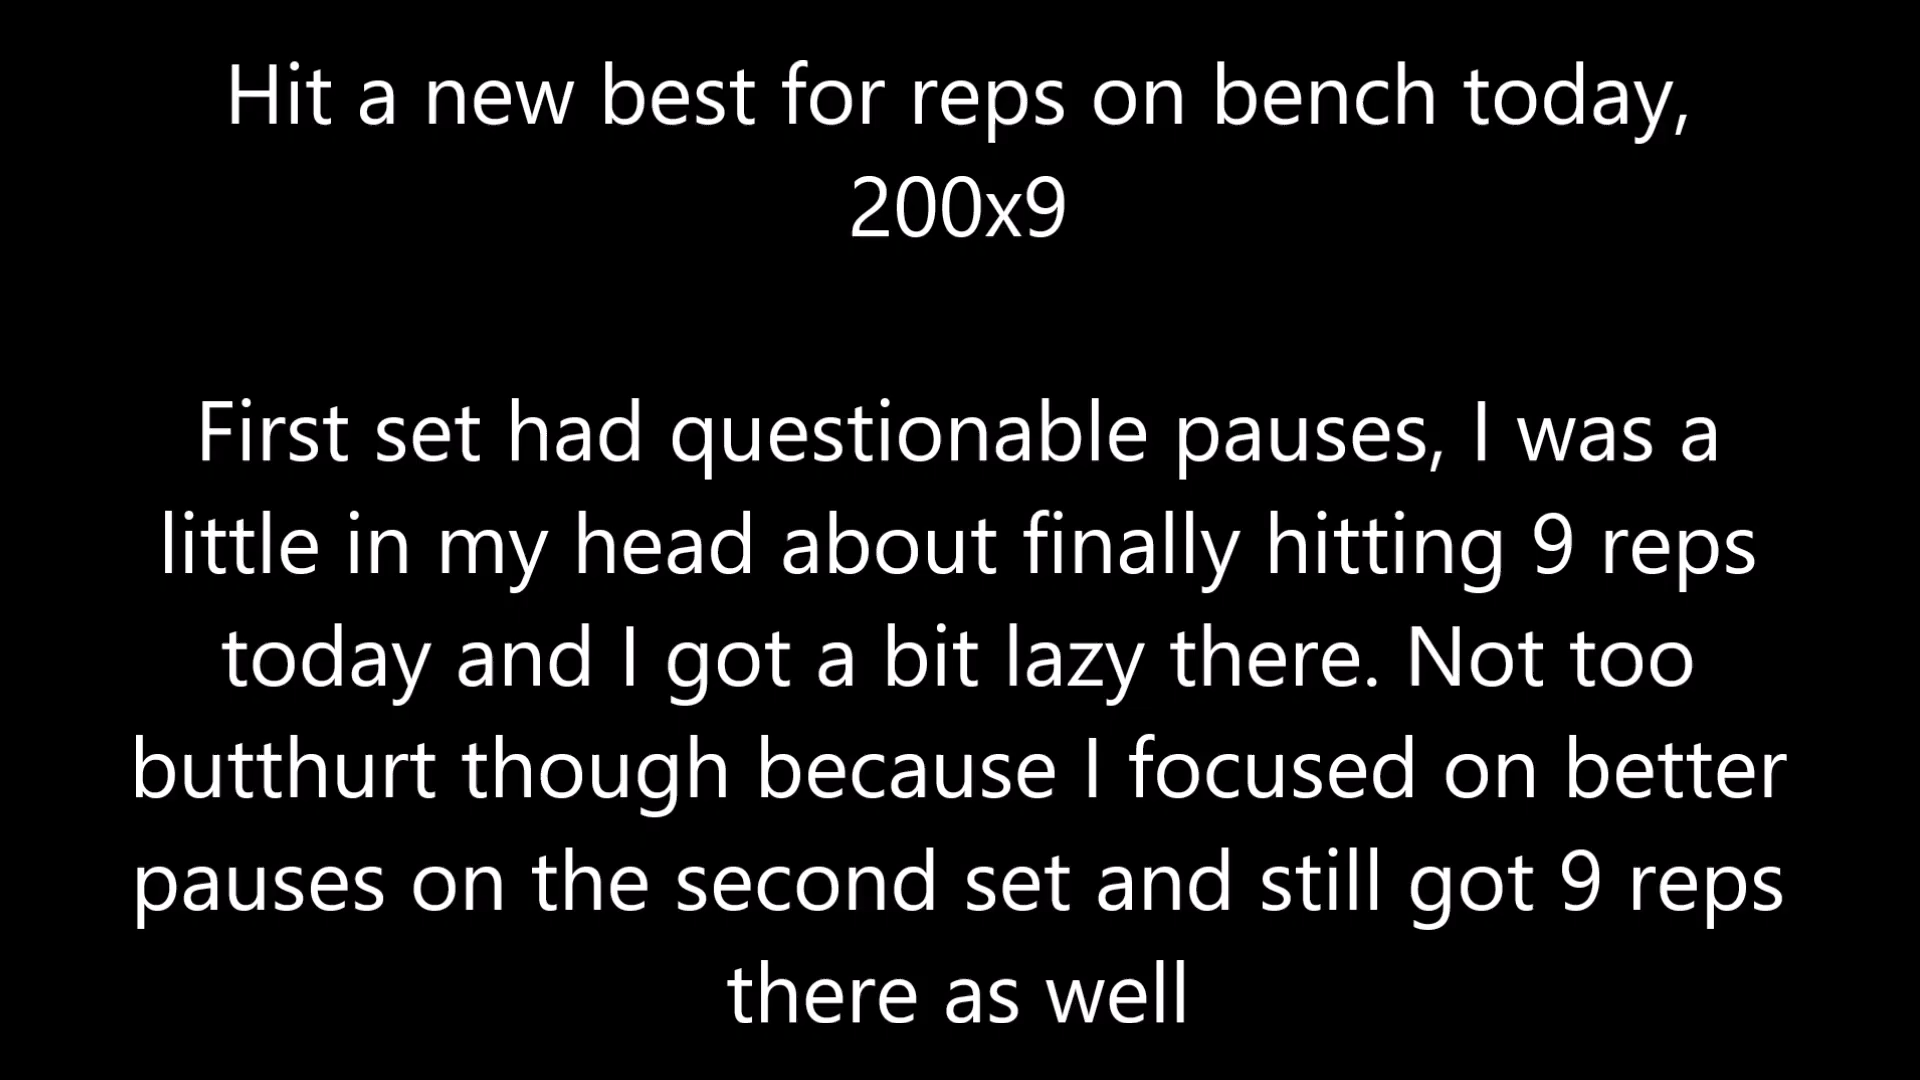 Hit a new best for reps on bench today,
200x9
First set had questionable pauses, I was a
little in my head about finally hitting 9 reps
today and I got a bit lazy there. Not too
butthurt though because I focused on better
pauses on the second set and still got 9 reps
there as well